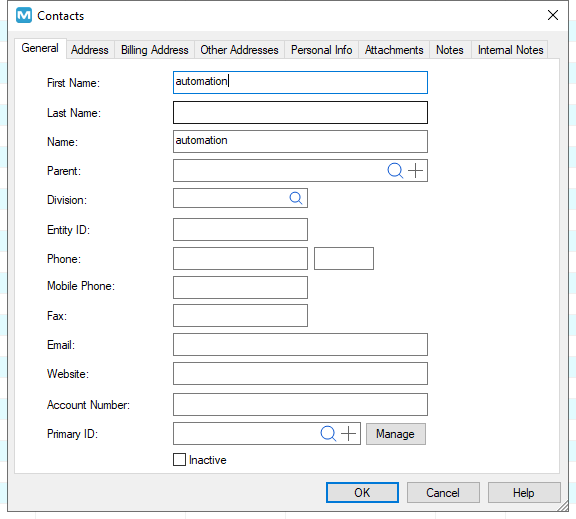 M Contacts
General Address Billing Address Other Addresses Personal Info Attachments Notes Internal Notes
First Name: automation
Last Name:
Name: automation
Parent:
Division:
Entity ID:
Phone:
Mobile Phone:
Fax:
Email:
Website:
Account Number:
Primary ID: Manage
Inactive
OK Cancel Help